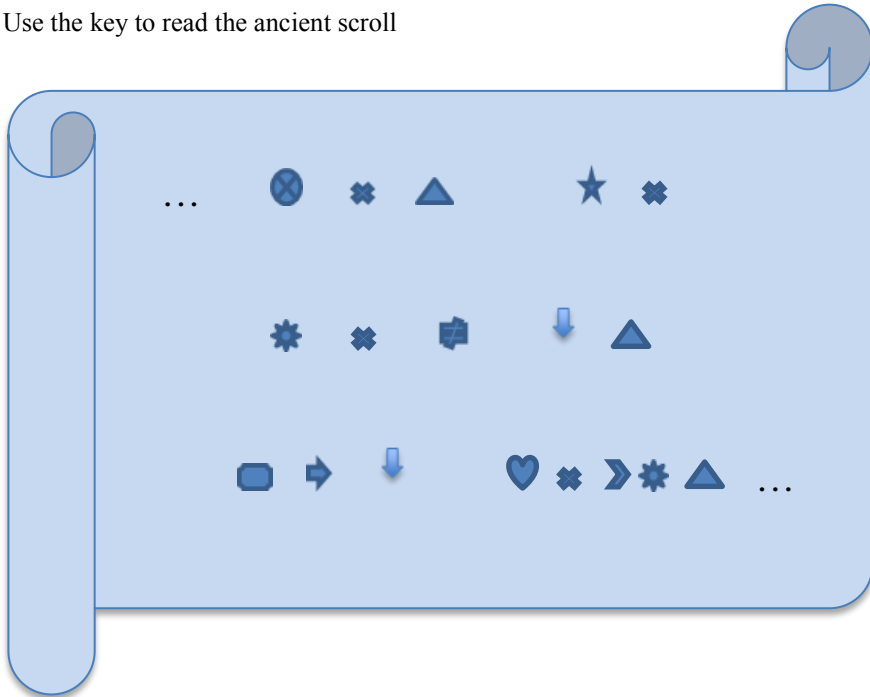 Use the key to read the ancient scroll
...
...